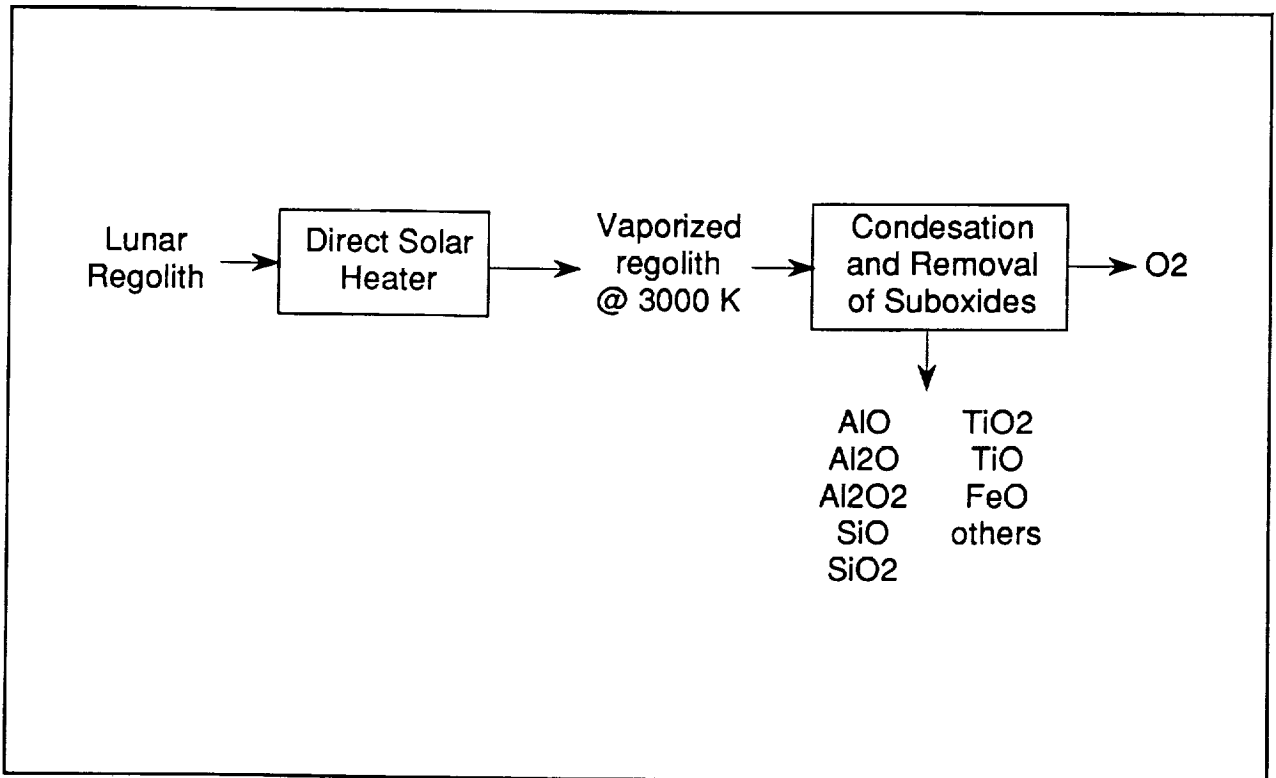 Lunar
Regolith
Direct Solar
Heater
Vaporized
regolith
@ 3000 K
Condesation
and Removal
of Suboxides
O2
AlO
Al2O
Al2O2
SiO
SiO2
TiO2
TiO
FeO
others